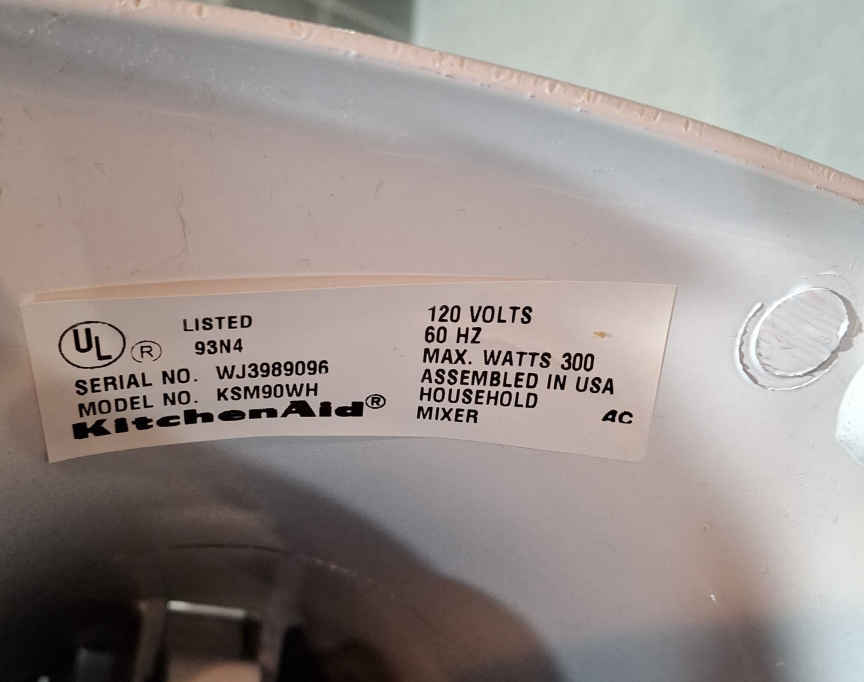 UL ® LISTED
93N4
SERIAL NO. WJ3989096
MODEL NO. KSM90WH
KitchenAid®
120 VOLTS
60 HZ
MAX. WATTS 300
ASSEMBLED IN USA
HOUSEHOLD
MIXER AC